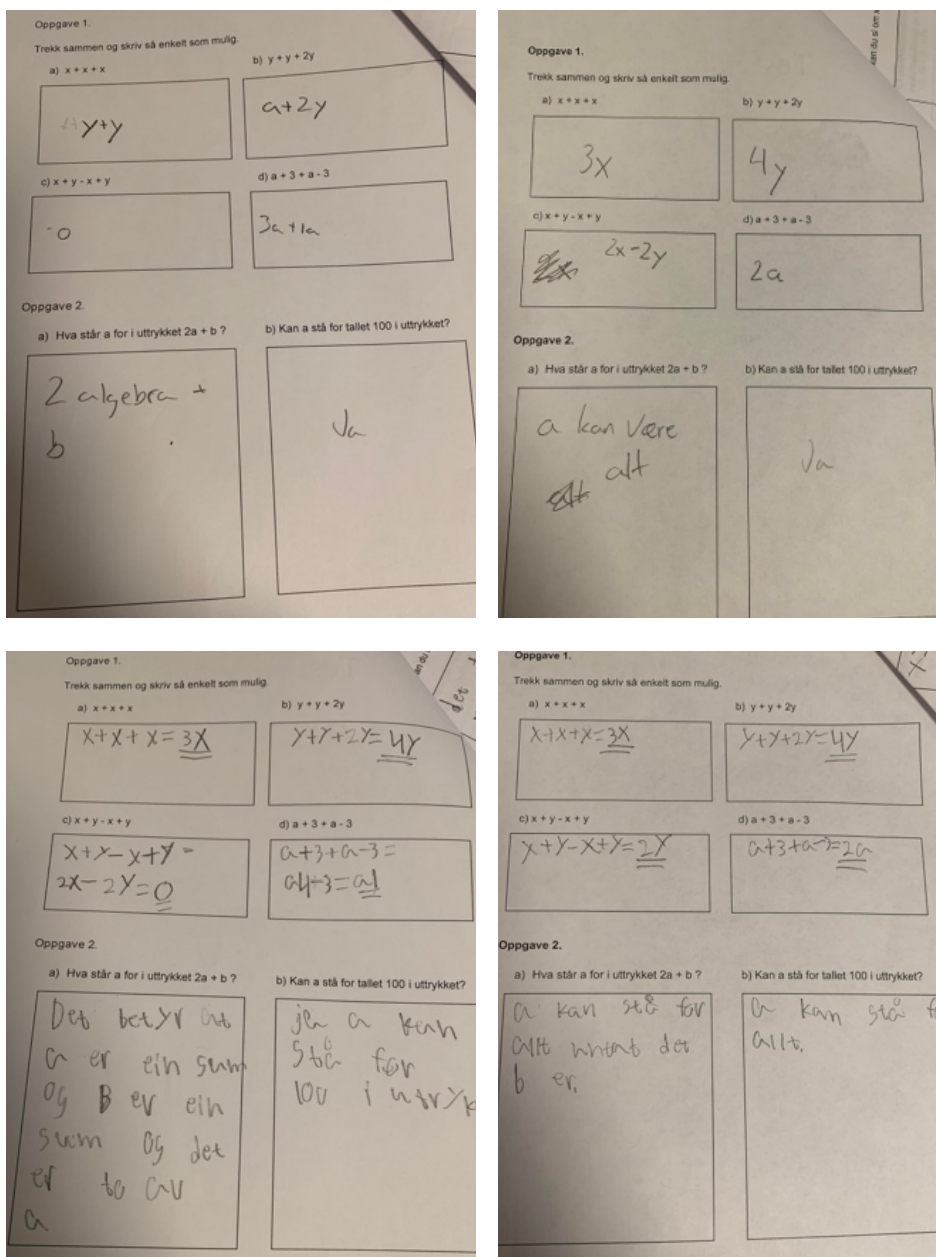 Oppgave 1.
Trekk sammen og skriv så enkelt som mulig.
a) x + x + x
b) y + y + 2y
y+y
a+2y
c) x + y - x + y
d) a + 3 + a - 3
0
3a+1a
Oppgave 2.
a) Hva står a for i uttrykket 2a + b ?
b) Kan a stå for tallet 100 i uttrykket?
2 algebra +
b
Ja
Oppgave 1.
Trekk sammen og skriv så enkelt som mulig.
a) x + x + x
b) y + y + 2y
3x
4y
c) x + y - x + y
d) a + 3 + a - 3
2x-2y
2a
Oppgave 2.
a) Hva står a for i uttrykket 2a + b ?
b) Kan a stå for tallet 100 i uttrykket?
a kan være
alt
Ja
Oppgave 1.
Trekk sammen og skriv så enkelt som mulig.
an du
det
a) x + x + x
b) y + y + 2y
x+x+x=3x
y+y+2y=4y
c) x + y - x + y
d) a + 3 + a - 3
x+y-x+y=
2x-2y=0
a+3+a-3=
Oppgave 2.
a) Hva står a for i uttrykket 2a + b ?
b) Kan a stå for tallet 100 i uttrykket?
Det betyr at
a er ein sum
og B er ein
sum og det
er to av
a
ja a kan
stå for
100 i utryk
Oppgave 1.
Trekk sammen og skriv så enkelt som mulig.
a) x + x + x
b) y + y + 2y
x+x+x=3x
y+y+2y=4y
c) x + y - x + y
d) a + 3 + a - 3
x+y-x+y=2y
a+3+a-3=2a
Oppgave 2.
a) Hva står a for i uttrykket 2a + b ?
b) Kan a stå for tallet 100 i uttrykket?
a kan stå for
allt untat det
b er.
a kan stå f
allt.